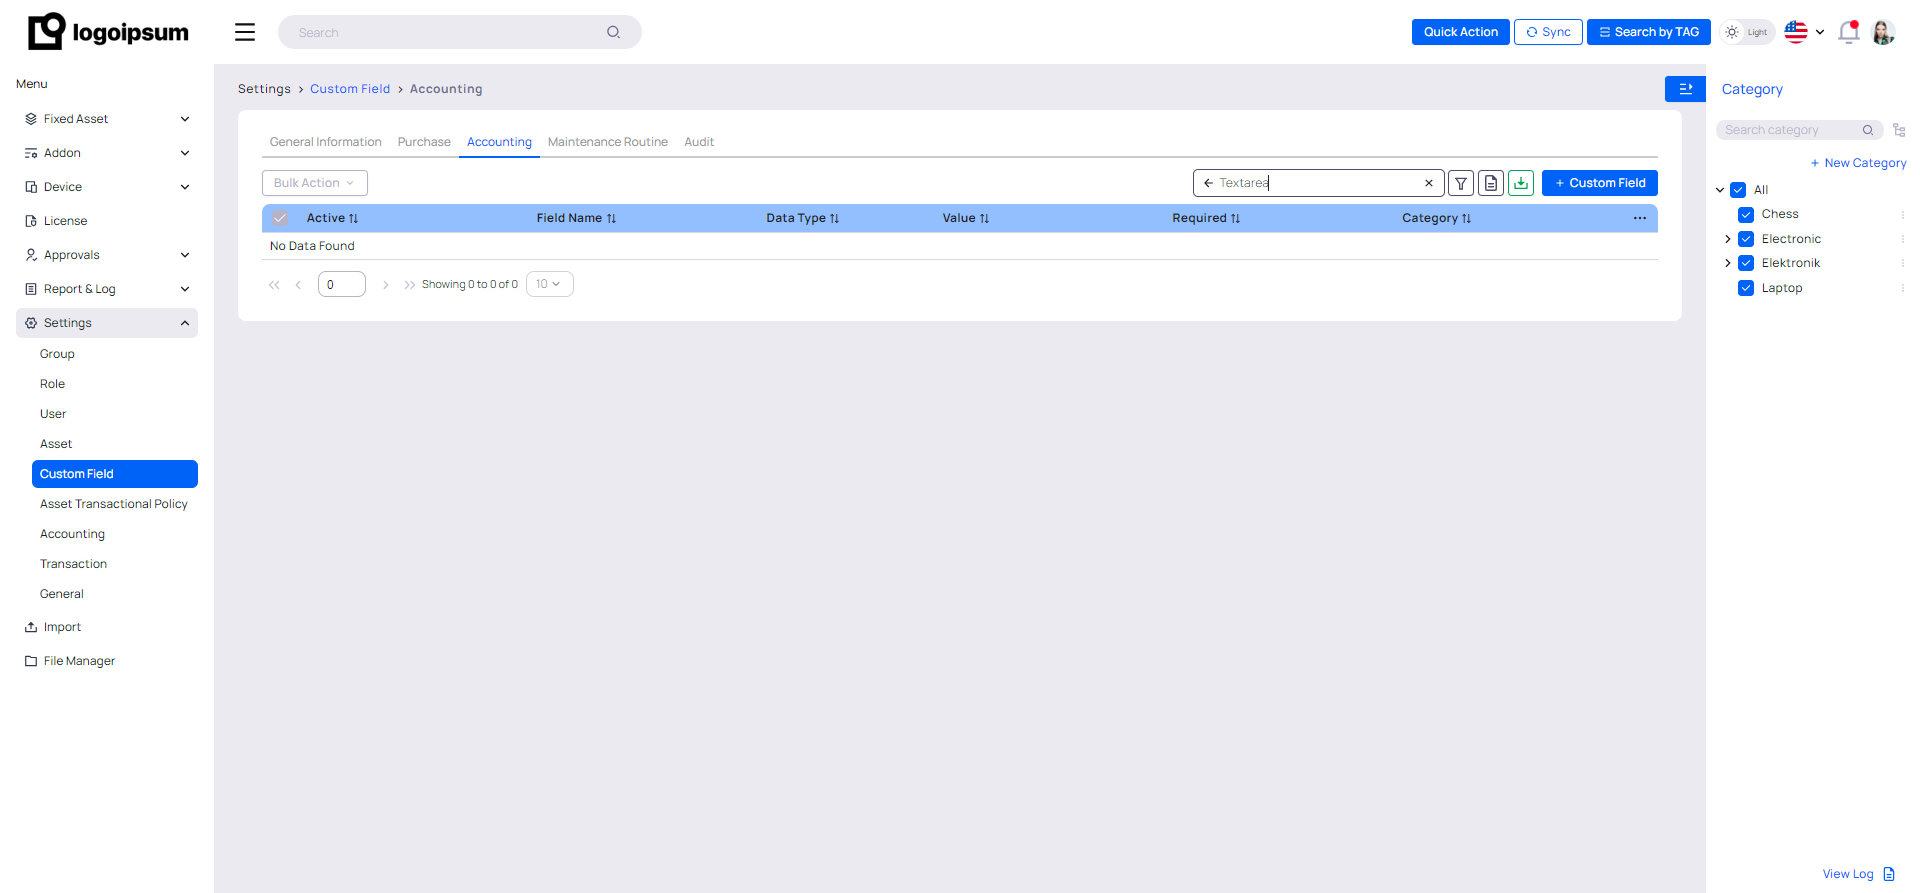 logoipsum
Search
Quick Action
Sync
Search by TAG
Light
Menu
Fixed Asset
Addon
Device
License
Approvals
Report & Log
Settings
Group
Role
User
Asset
Custom Field
Asset Transactional Policy
Accounting
Transaction
General
Import
File Manager
Settings > Custom Field > Accounting
General Information Purchase Accounting Maintenance Routine Audit
Bulk Action
Textarea
+ Custom Field
Active Field Name Data Type Value Required Category ...
No Data Found
0
Showing 0 to 0 of 0
10
Category
Search category
+ New Category
All
Chess
Electronic
Elektronik
Laptop
View Log